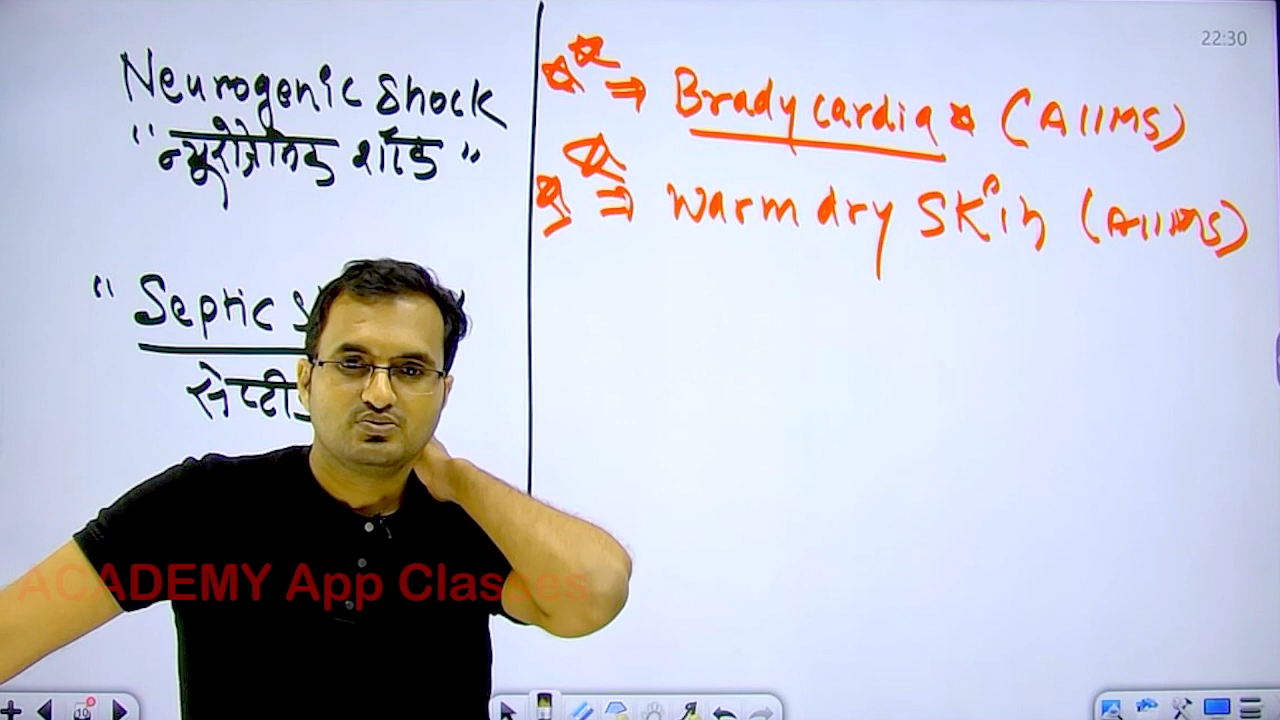 Neurogenic Shock
"न्यूरोजेनिक शॉक"
" Septic
सेप्टी
22:30
⇒ Bradycardia (AIIMS)
⇒ Warm dry Skin (AIIMS)
ACADEMY App Classes